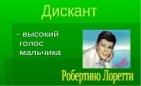 Дискант
- высокий
голос
мальчика
Робертино Лоретти